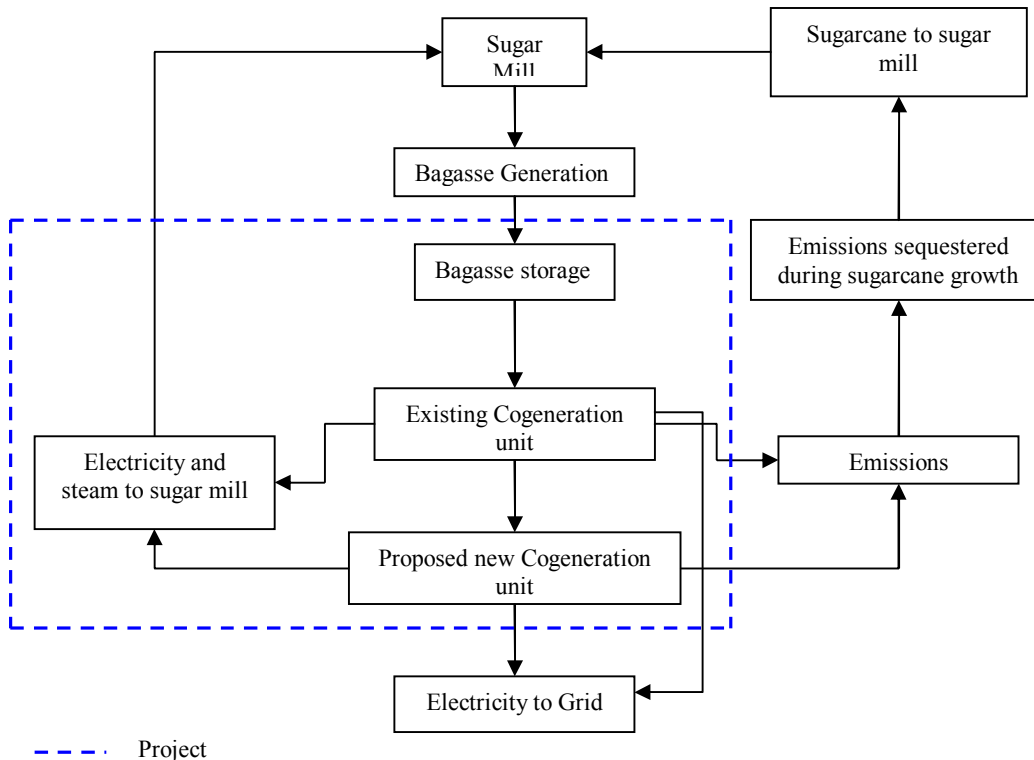 Sugar
Mill
Sugarcane to sugar
mill
Bagasse Generation
Bagasse storage
Emissions sequestered
during sugarcane growth
Existing Cogeneration
unit
Electricity and
steam to sugar mill
Emissions
Proposed new Cogeneration
unit
Electricity to Grid
Project